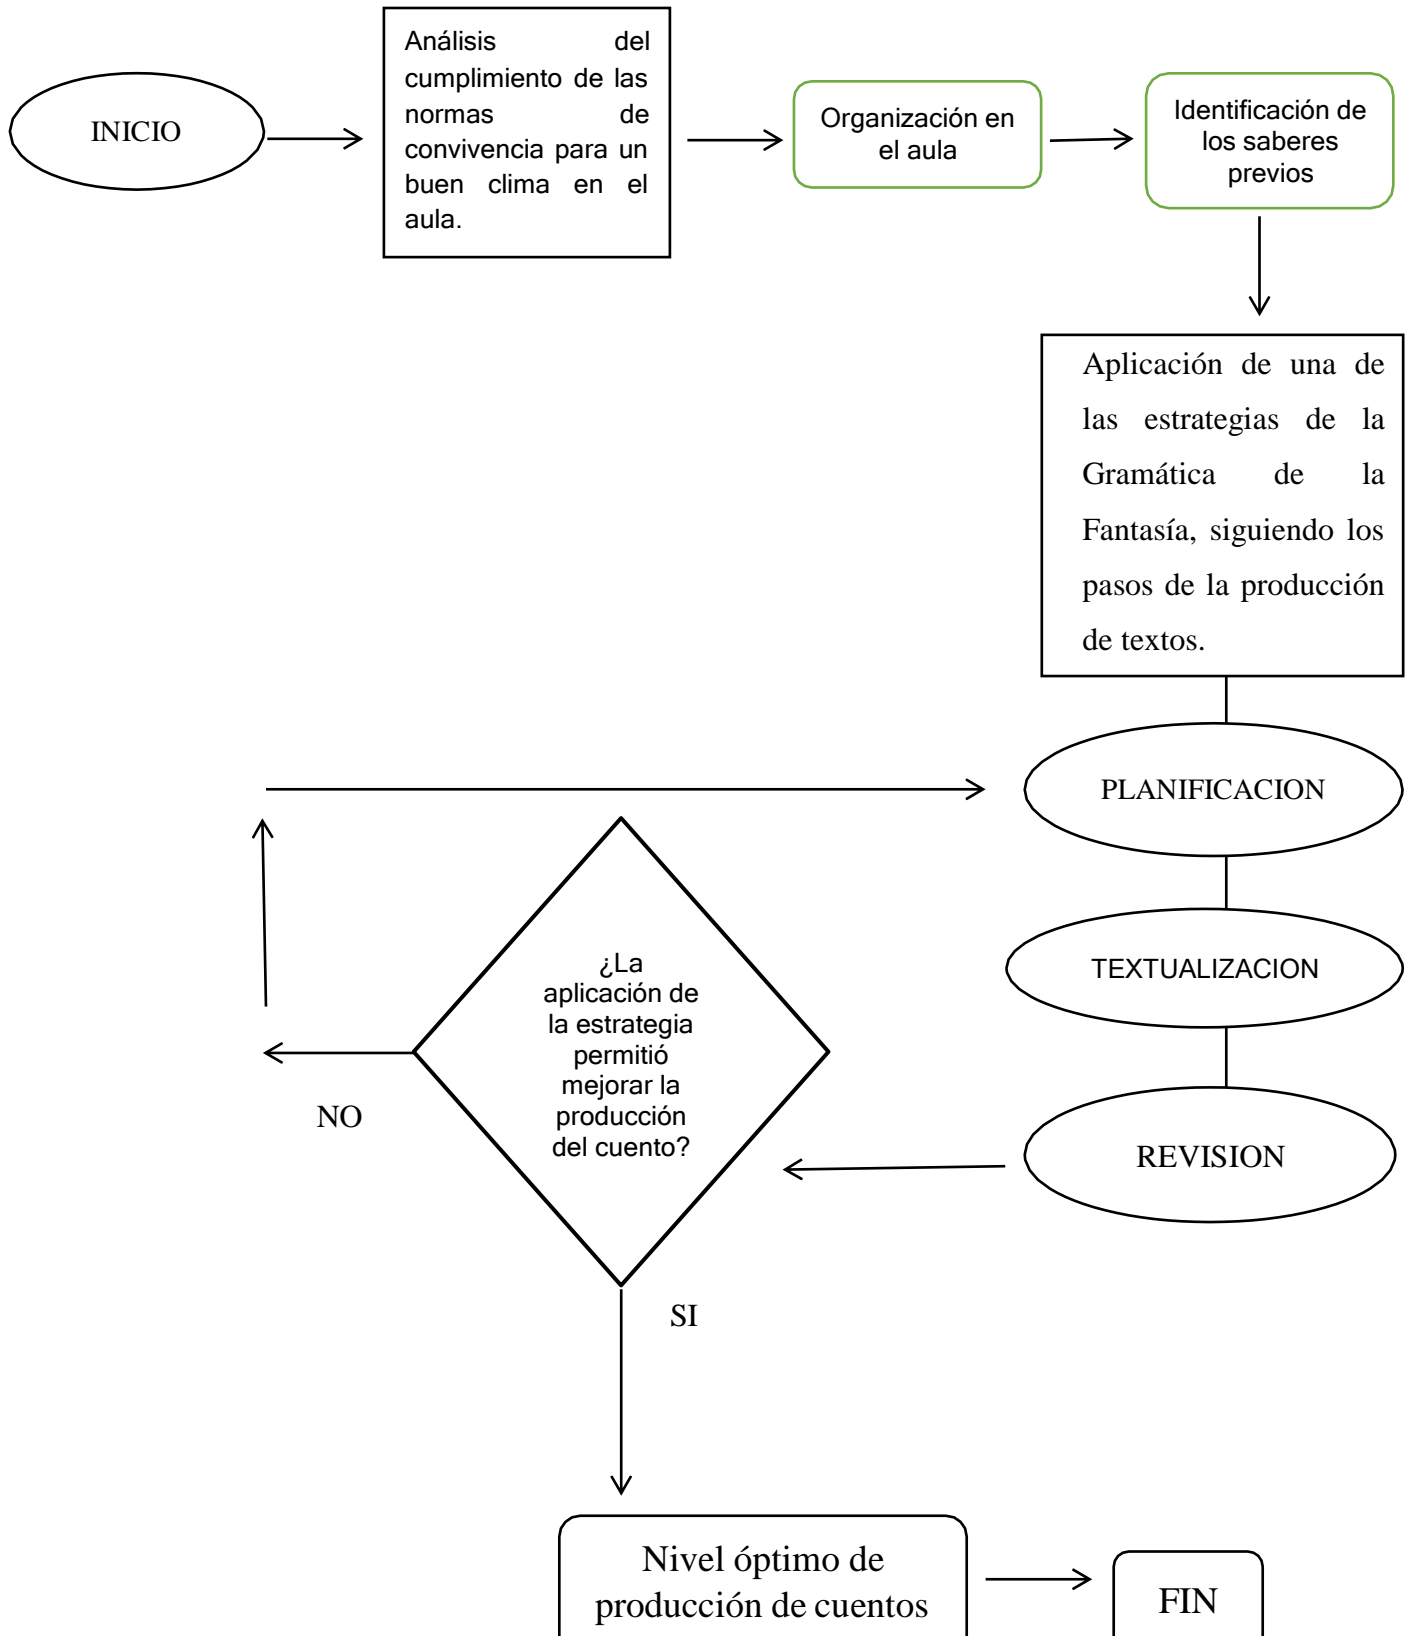 INICIO
Análisis del
cumplimiento de las
normas de
convivencia para un
buen clima en el
aula.
Organización en
el aula
Identificación de
los saberes
previos
Aplicación de una de
las estrategias de la
Gramática de la
Fantasía, siguiendo los
pasos de la producción
de textos.
PLANIFICACION
TEXTUALIZACION
REVISION
¿La
aplicación de
la estrategia
permitió
mejorar la
producción
del cuento?
NO
SI
Nivel óptimo de
producción de cuentos
FIN